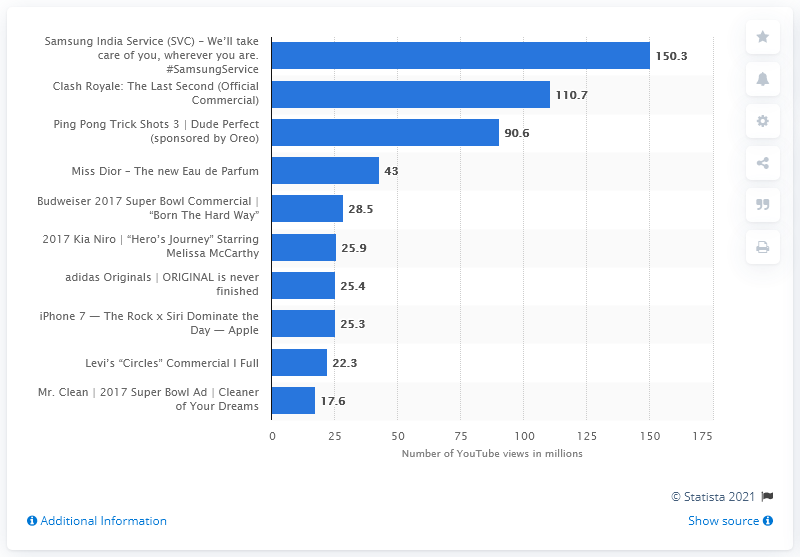 Samsung India Service (SVC) – We’ll take
care of you, wherever you are.
#SamsungService
150.3
Clash Royale: The Last Second (Official
Commercial)
110.7
Ping Pong Trick Shots 3 | Dude Perfect
(sponsored by Oreo)
90.6
Miss Dior – The new Eau de Parfum
43
Budweiser 2017 Super Bowl Commercial |
“Born The Hard Way”
28.5
2017 Kia Niro | “Hero’s Journey” Starring
Melissa McCarthy
25.9
adidas Originals | ORIGINAL is never
finished
25.4
iPhone 7 — The Rock x Siri Dominate the
Day — Apple
25.3
Levi’s “Circles” Commercial I Full
22.3
Mr. Clean | 2017 Super Bowl Ad | Cleaner
of Your Dreams
17.6
0 25 50 75 100 125 150 175
Number of YouTube views in millions
© Statista 2021
Additional Information
Show source